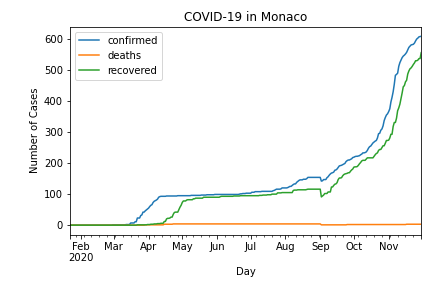 COVID-19 in Monaco
confirmed
deaths
recovered
Number of Cases
600
500
400
300
200
100
0
Feb Mar Apr May Jun Jul Aug Sep Oct Nov
2020
Day